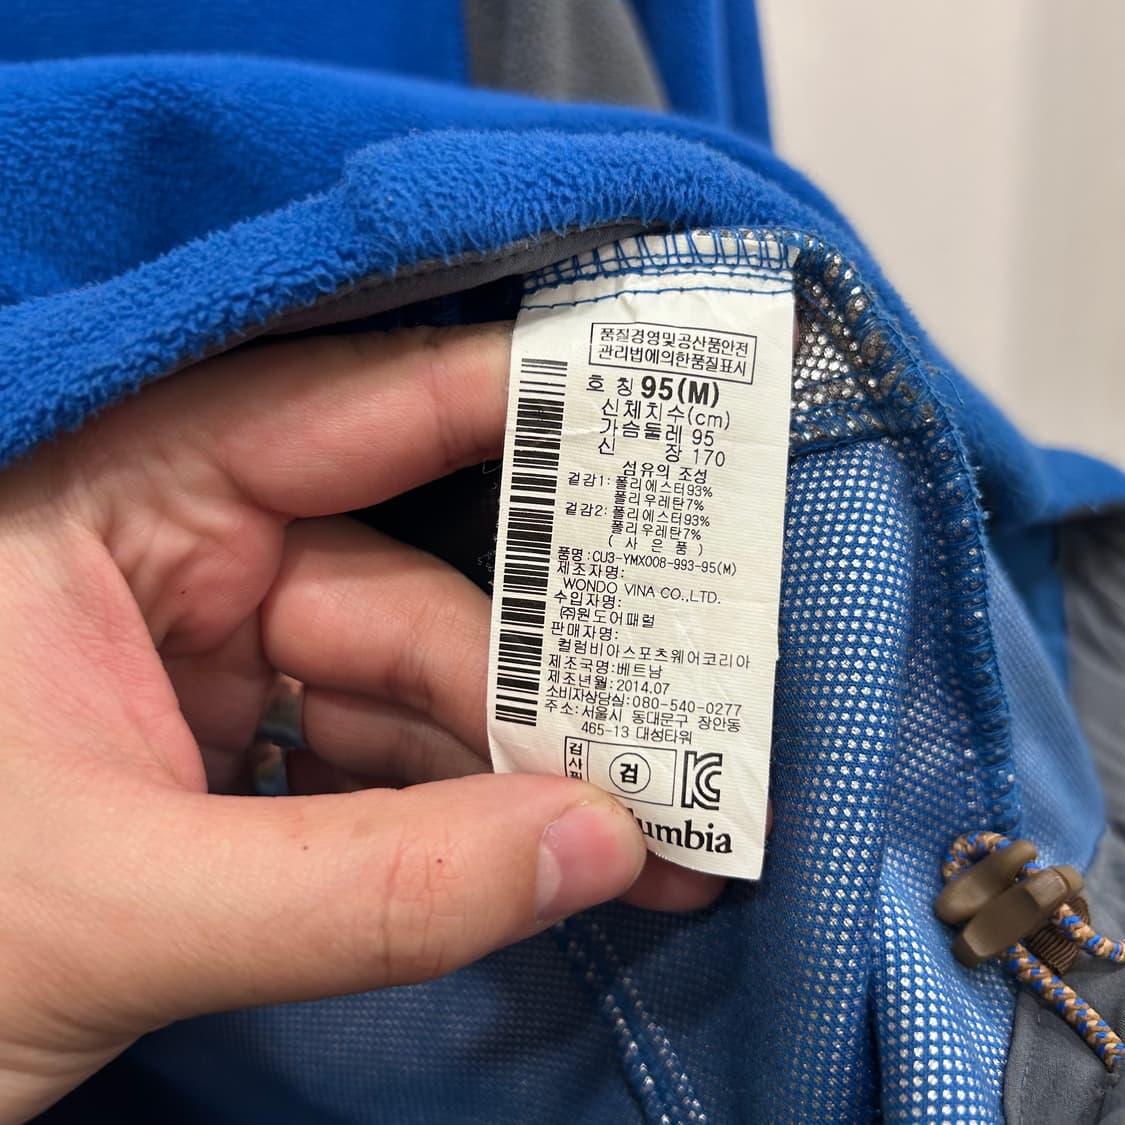 품질경영및공산품안전
관리법에의한품질표시
호 칭 95(M)
신체치수(cm)
가슴둘레 95
신 장 170
섬유의 조성
겉감1: 폴리에스터93%
폴리우레탄7%
겉감2: 폴리에스터93%
폴리우레탄7%
( 사 은 품 )
품명:CU3-YMX008-993-95(M)
제조자명:
WONDO VINA CO.,LTD.
수입자명:
㈜원도어패럴
판매자명:
컬럼비아스포츠웨어코리아
제조국명:베트남
제조년월:2014.07
소비자상담실:080-540-0277
주소:서울시 동대문구 장안동
465-13 대성타워
검사필
검
KC
umbia